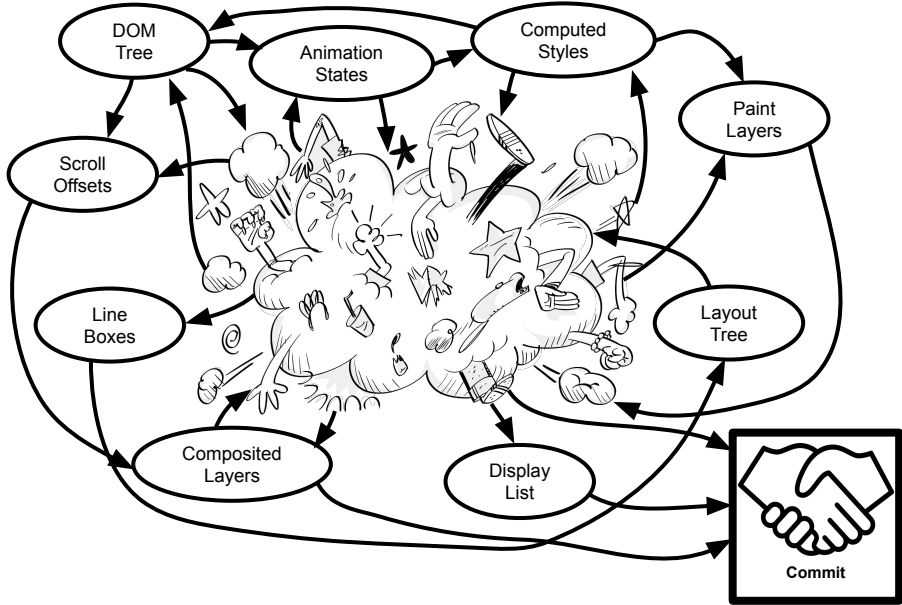 DOM
Tree
Animation
States
Computed
Styles
Paint
Layers
Scroll
Offsets
Line
Boxes
Layout
Tree
Composited
Layers
Display
List
Commit